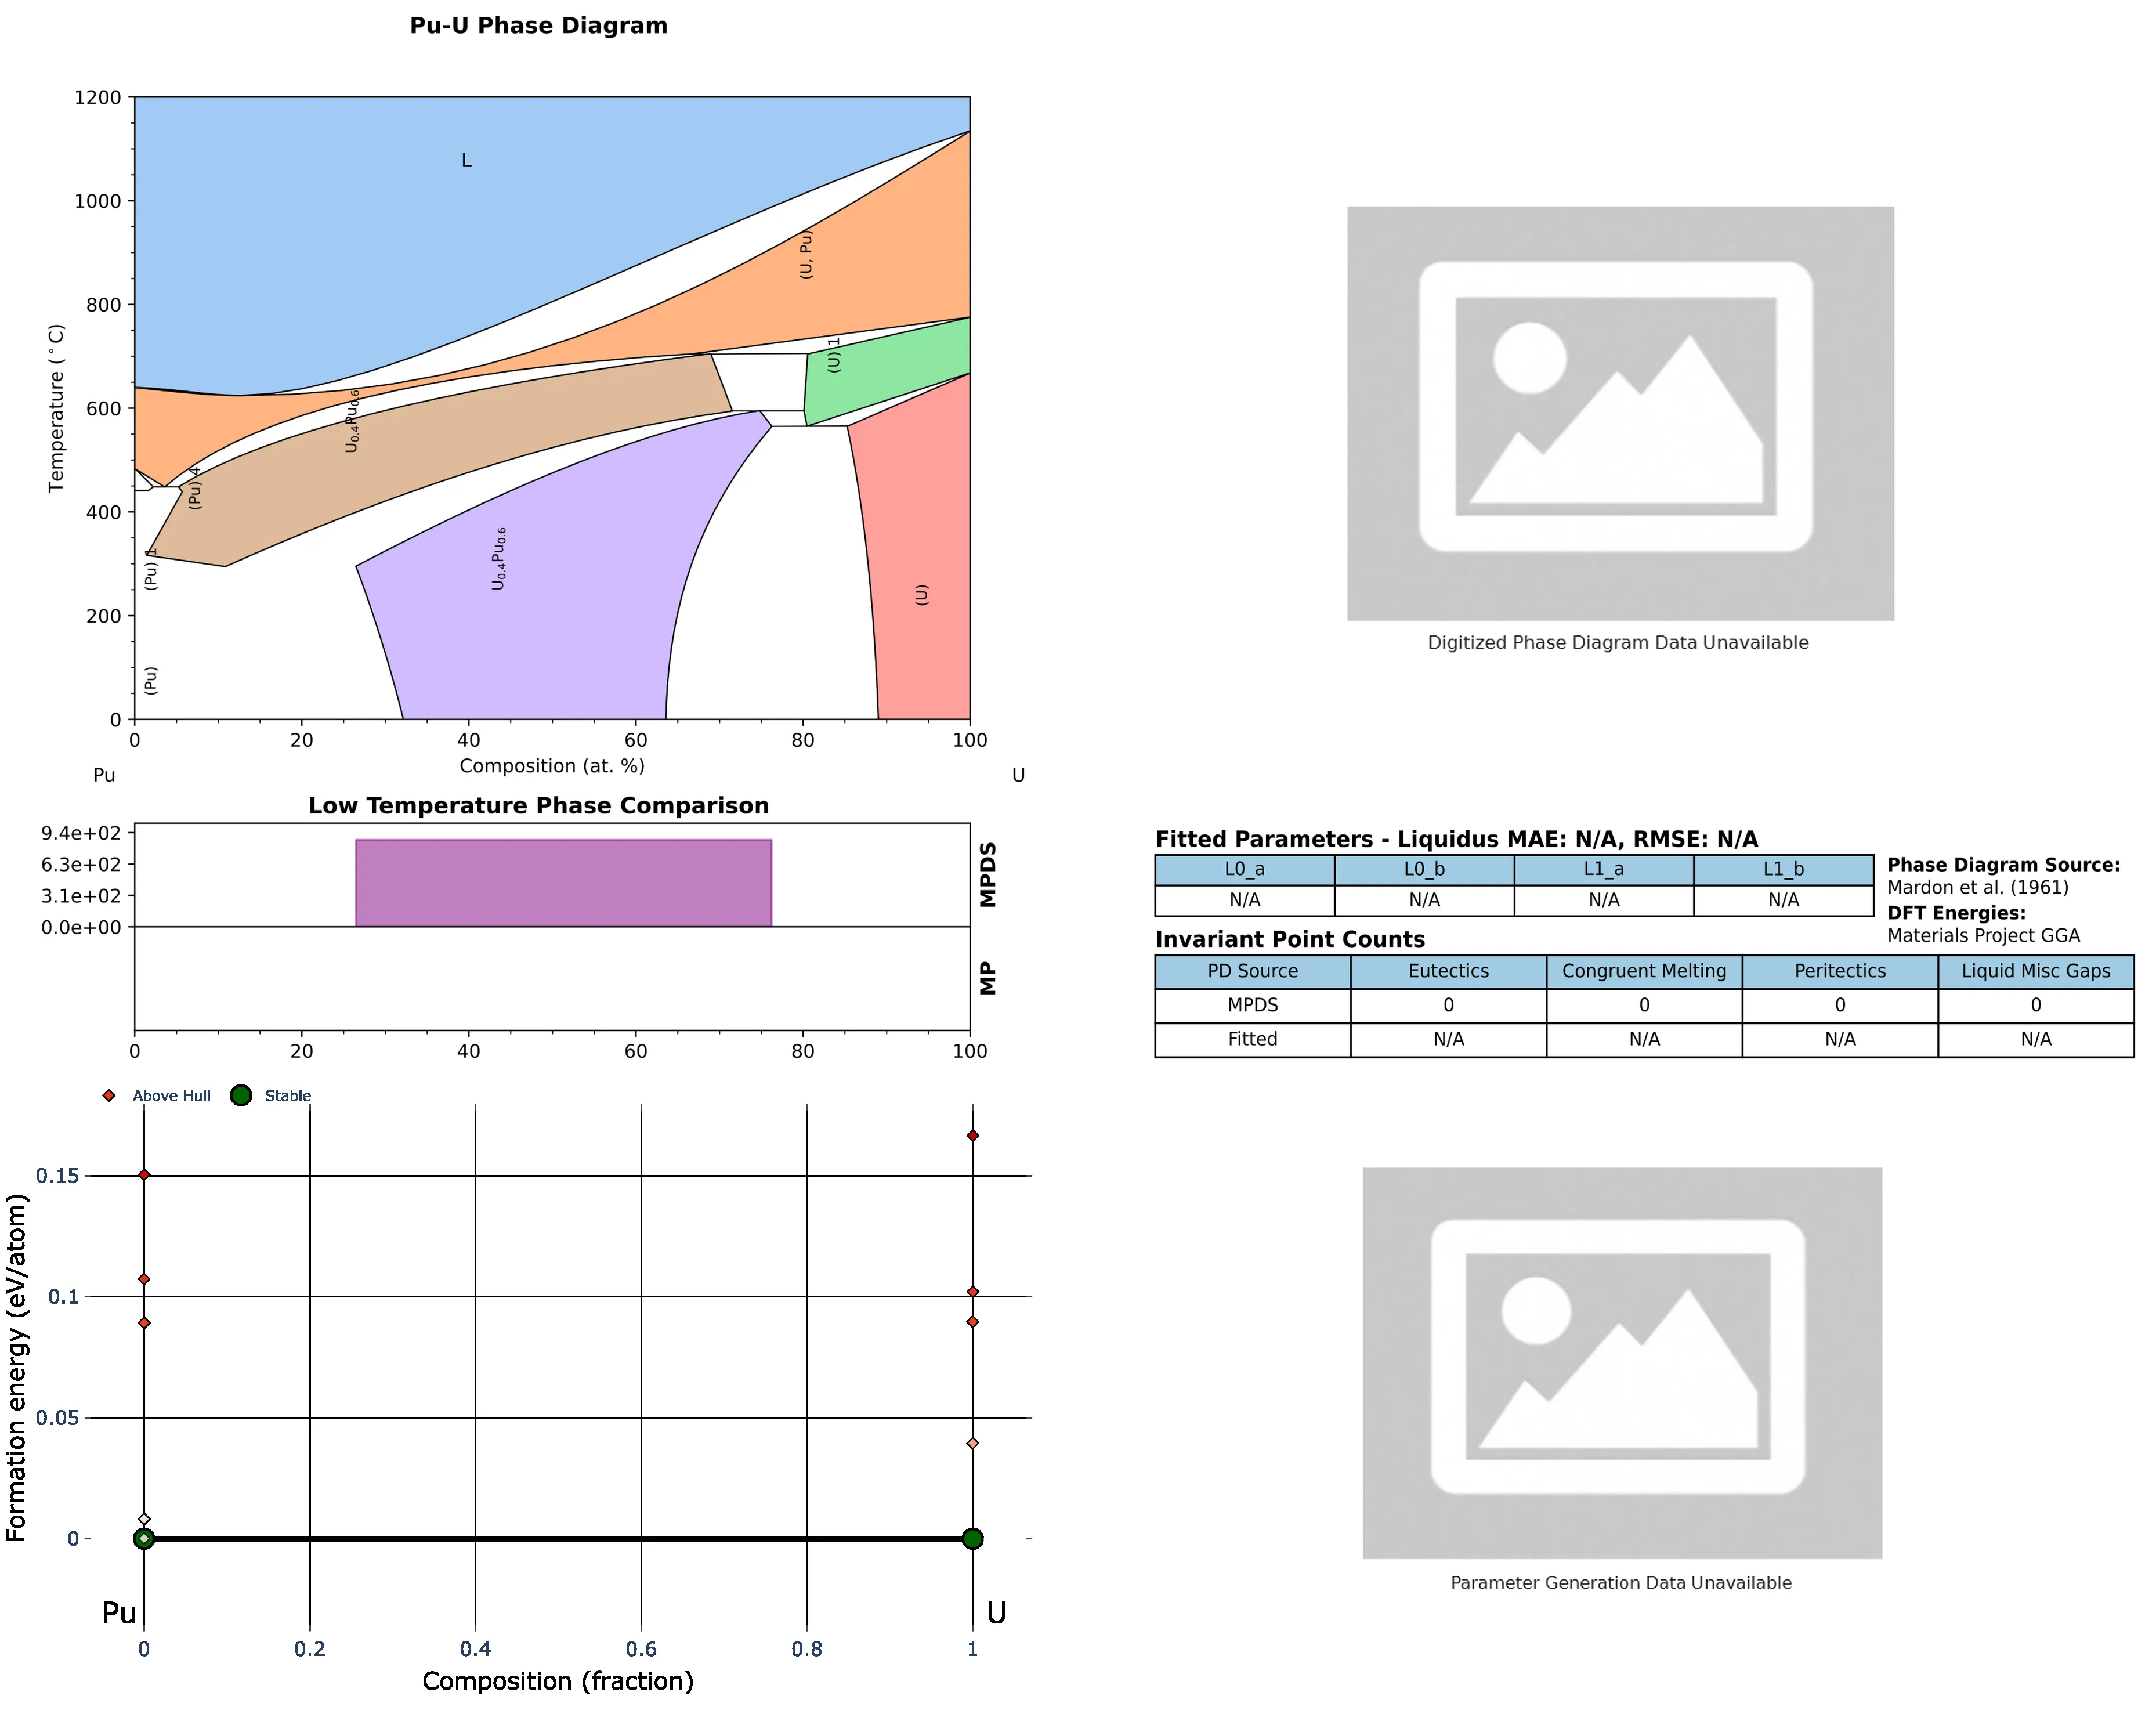 Pu-U Phase Diagram
1200
1000
800
600
400
200
0
Temperature (°C)
L
(U, Pu)
(U) 1
U0.4Pu0.6
(Pu) 4
(Pu) 1
(Pu)
U0.4Pu0.6
(U)
0 20 40 60 80 100
Composition (at. %)
Pu U
Digitized Phase Diagram Data Unavailable
Low Temperature Phase Comparison
9.4e+02
6.3e+02
3.1e+02
0.0e+00
MPDS
MP
0 20 40 60 80 100
Fitted Parameters - Liquidus MAE: N/A, RMSE: N/A
L0_a L0_b L1_a L1_b
N/A N/A N/A N/A
Phase Diagram Source:
Mardon et al. (1961)
DFT Energies:
Materials Project GGA
Invariant Point Counts
PD Source Eutectics Congruent Melting Peritectics Liquid Misc Gaps
MPDS 0 0 0 0
Fitted N/A N/A N/A N/A
Above Hull Stable
0.15
0.1
0.05
0
Formation energy (eV/atom)
Pu U
0 0.2 0.4 0.6 0.8 1
Composition (fraction)
Parameter Generation Data Unavailable